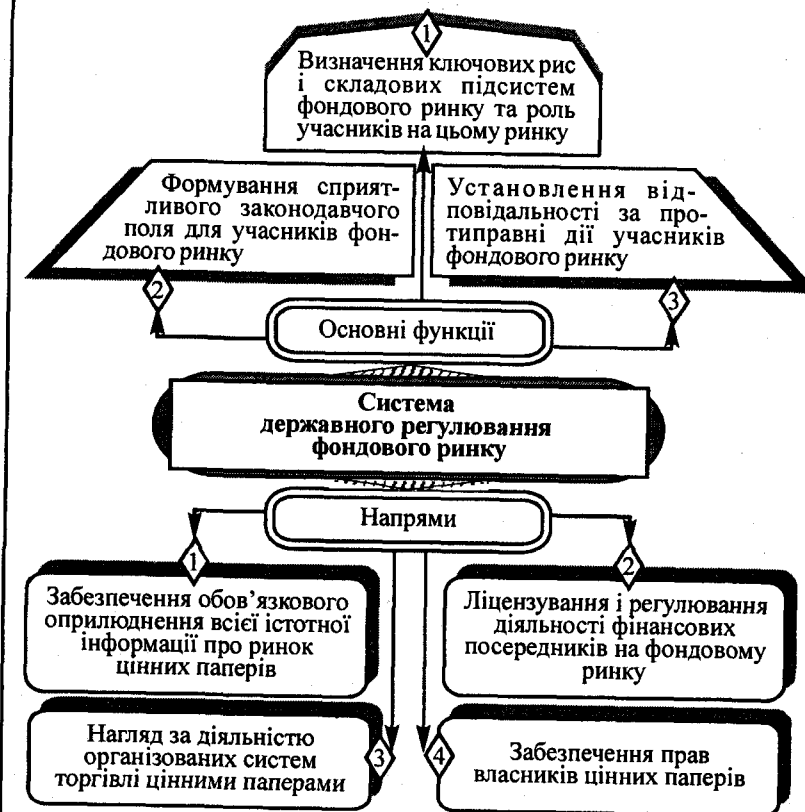 1
Визначення ключових рис
і складових підсистем
фондового ринку та роль
учасників на цьому ринку
Формування сприят-
ливого законодавчого
поля для учасників фон-
дового ринку
2
Установлення від-
повідальності за про-
типравні дії учасників
фондового ринку
3
Основні функції
Система
державного регулювання
фондового ринку
Напрями
1
Забезпечення обов’язкового
оприлюднення всієї істотної
інформації про ринок
цінних паперів
2
Ліцензування і регулювання
діяльності фінансових
посередників на фондовому
ринку
Нагляд за діяльністю
організованих систем
торгівлі цінними паперами
3
4
Забезпечення прав
власників цінних паперів